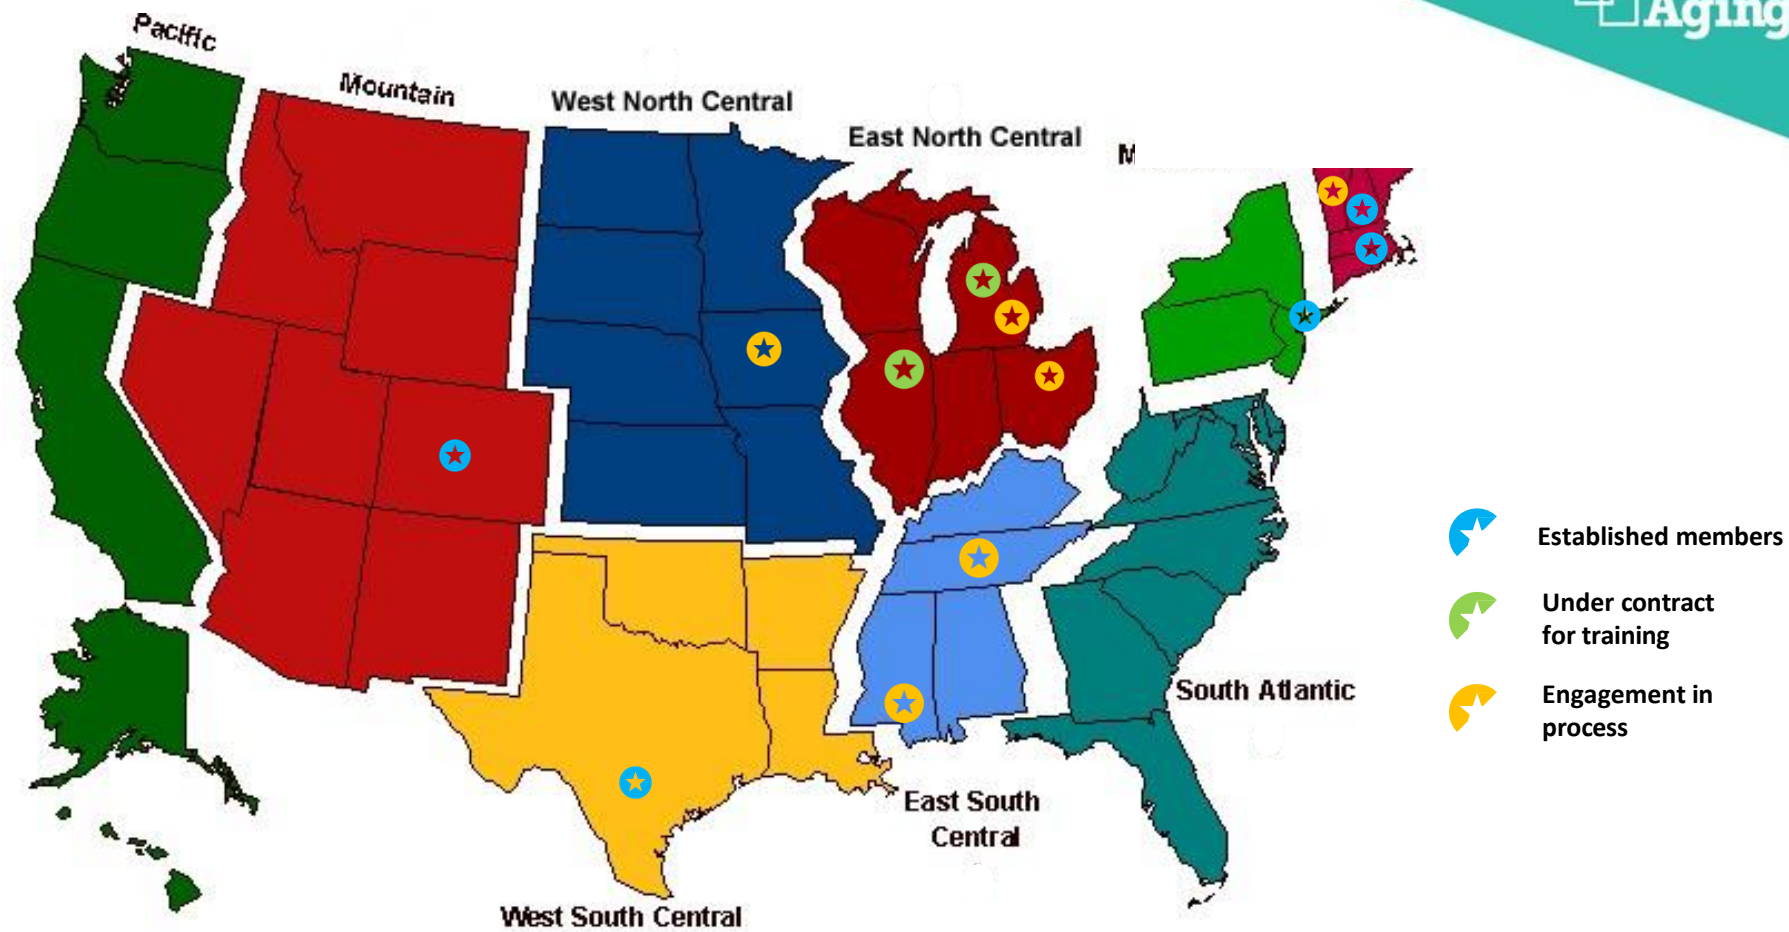 Aging
Pacific
Mountain
West North Central
East North Central
M
South Atlantic
East South
Central
West South Central
Established members
Under contract
for training
Engagement in
process